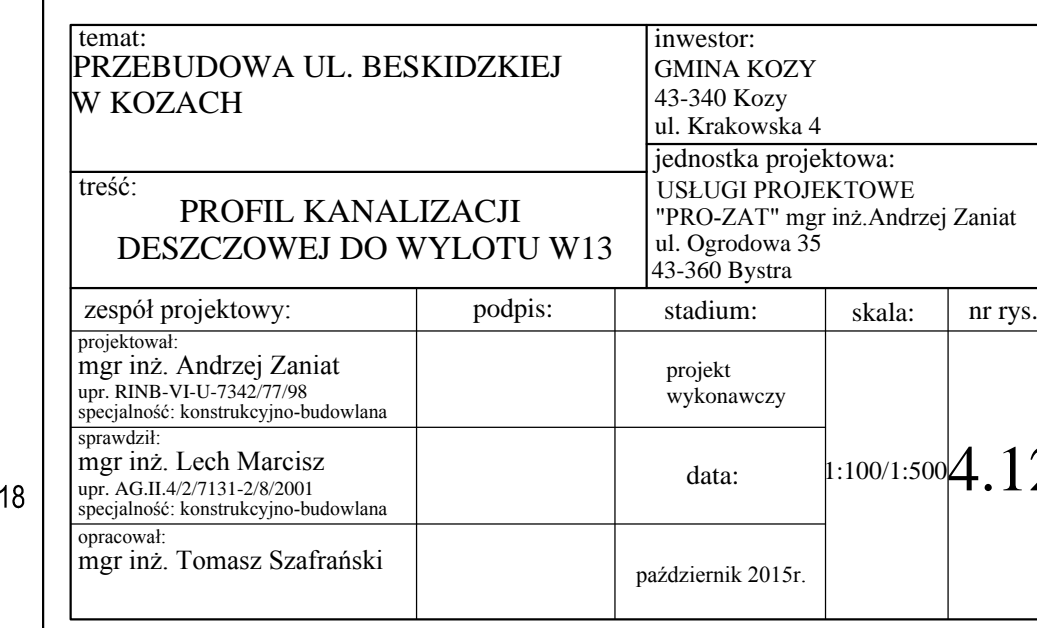 temat:
PRZEBUDOWA UL. BESKIDZKIEJ
W KOZACH
inwestor:
GMINA KOZY
43-340 Kozy
ul. Krakowska 4
treść:
PROFIL KANALIZACJI
DESZCZOWEJ DO WYLOTU W13
jednostka projektowa:
USŁUGI PROJEKTOWE
"PRO-ZAT" mgr inż.Andrzej Zaniat
ul. Ogrodowa 35
43-360 Bystra
zespół projektowy: podpis: stadium: skala: nr rys.
projektował:
mgr inż. Andrzej Zaniat
upr. RINB-VI-U-7342/77/98
specjalność: konstrukcyjno-budowlana
projekt
wykonawczy
sprawdził:
mgr inż. Lech Marcisz
upr. AG.II.4/2/7131-2/8/2001
specjalność: konstrukcyjno-budowlana
data:
1:100/1:500
4.12
18
opracował:
mgr inż. Tomasz Szafrański
październik 2015r.